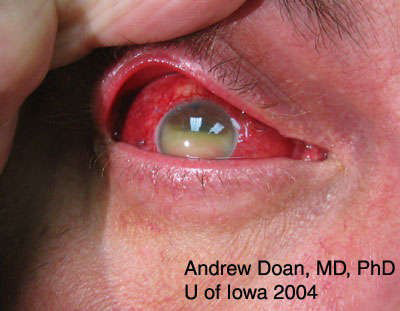 Andrew Doan, MD, PhD
U of Iowa 2004